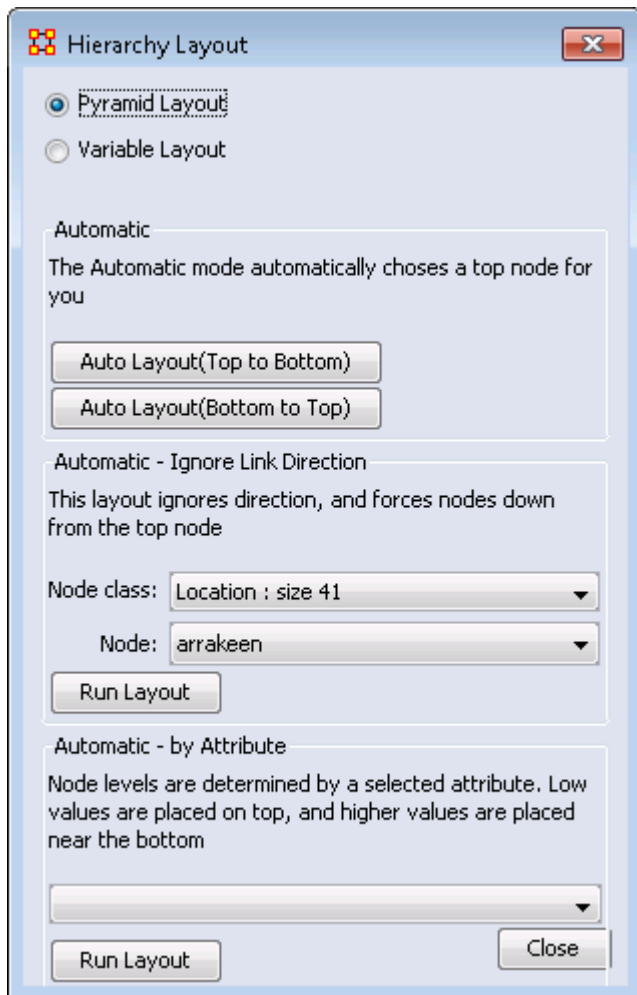 Hierarchy Layout
Pyramid Layout
Variable Layout
Automatic
The Automatic mode automatically choses a top node for
you
Auto Layout(Top to Bottom)
Auto Layout(Bottom to Top)
Automatic - Ignore Link Direction
This layout ignores direction, and forces nodes down
from the top node
Node class: Location : size 41
Node: arrakeen
Run Layout
Automatic - by Attribute
Node levels are determined by a selected attribute. Low
values are placed on top, and higher values are placed
near the bottom
Run Layout
Close